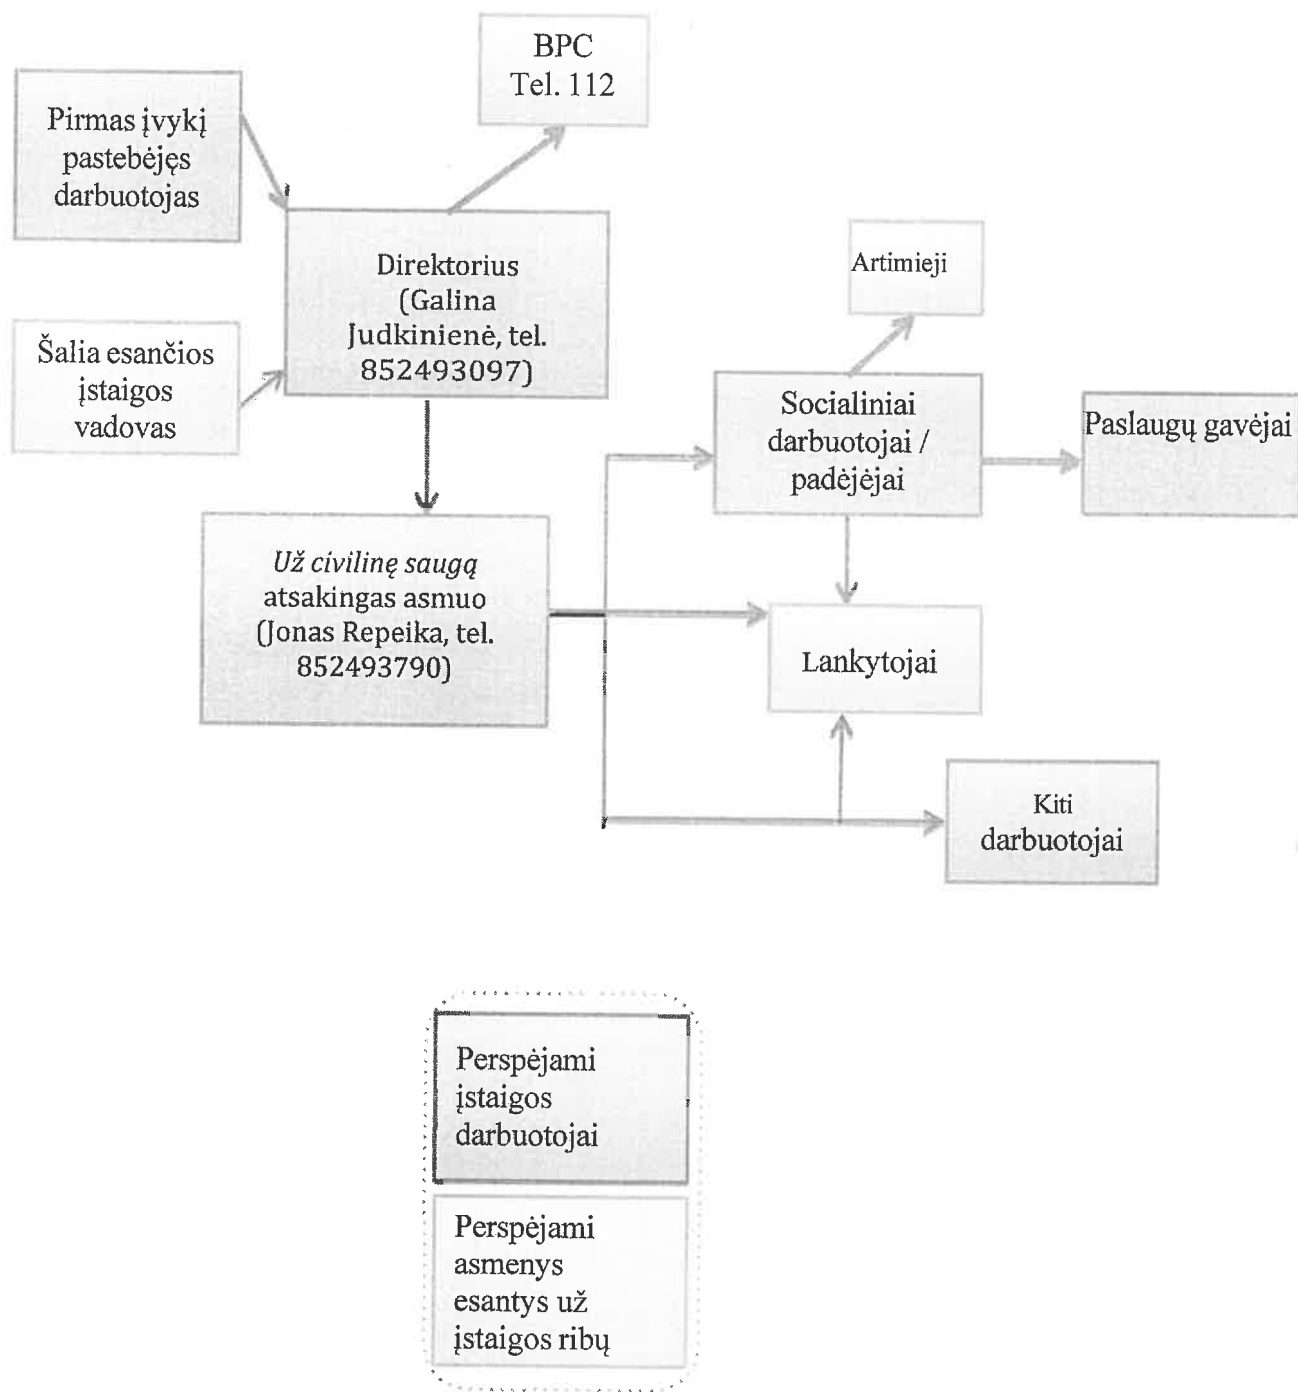 BPC
Tel. 112
Pirmas įvykį
pastebėjęs
darbuotojas
Direktorius
(Galina
Judkinienė, tel.
852493097)
Šalia esančios
įstaigos
vadovas
Artimieji
Socialiniai
darbuotojai /
padėjėjai
Paslaugų gavėjai
Už civilinę saugą
atsakingas asmuo
(Jonas Repeika, tel.
852493790)
Lankytojai
Kiti
darbuotojai
Perspėjami
įstaigos
darbuotojai
Perspėjami
asmenys
esantys už
įstaigos ribų